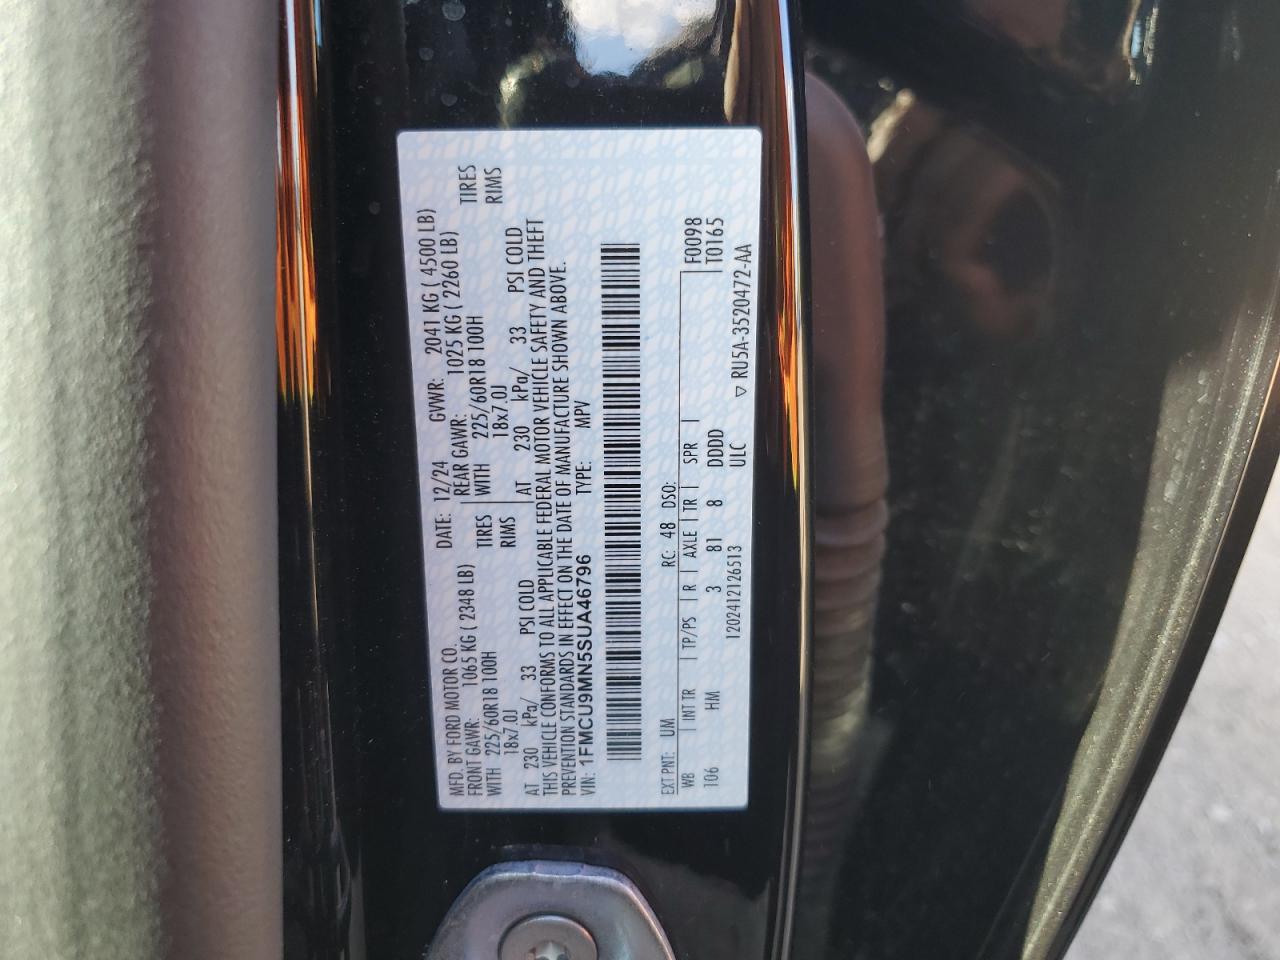 MFD. BY FORD MOTOR CO.
DATE: 12/24 GVWR: 2041 KG ( 4500 LB)
FRONT GAWR: 1065 KG ( 2348 LB) REAR GAWR: 1025 KG ( 2260 LB)
WITH 225/60R18 100H TIRES WITH 225/60R18 100H TIRES
18x7.0J RIMS 18x7.0J RIMS
AT 230 kPa/ 33 PSI COLD AT 230 kPa/ 33 PSI COLD
THIS VEHICLE CONFORMS TO ALL APPLICABLE FEDERAL MOTOR VEHICLE SAFETY AND THEFT
PREVENTION STANDARDS IN EFFECT ON THE DATE OF MANUFACTURE SHOWN ABOVE.
VIN: 1FMCU9MN5SUA46796 TYPE: MPV
EXT PNT: UM RC: 48 DSO:
WB INT TR TP/PS R AXLE TR SPR F0098
106 HM 3 81 8 DDDD T0165
1202412126513 ULC ▽ RU5A-3520472-AA